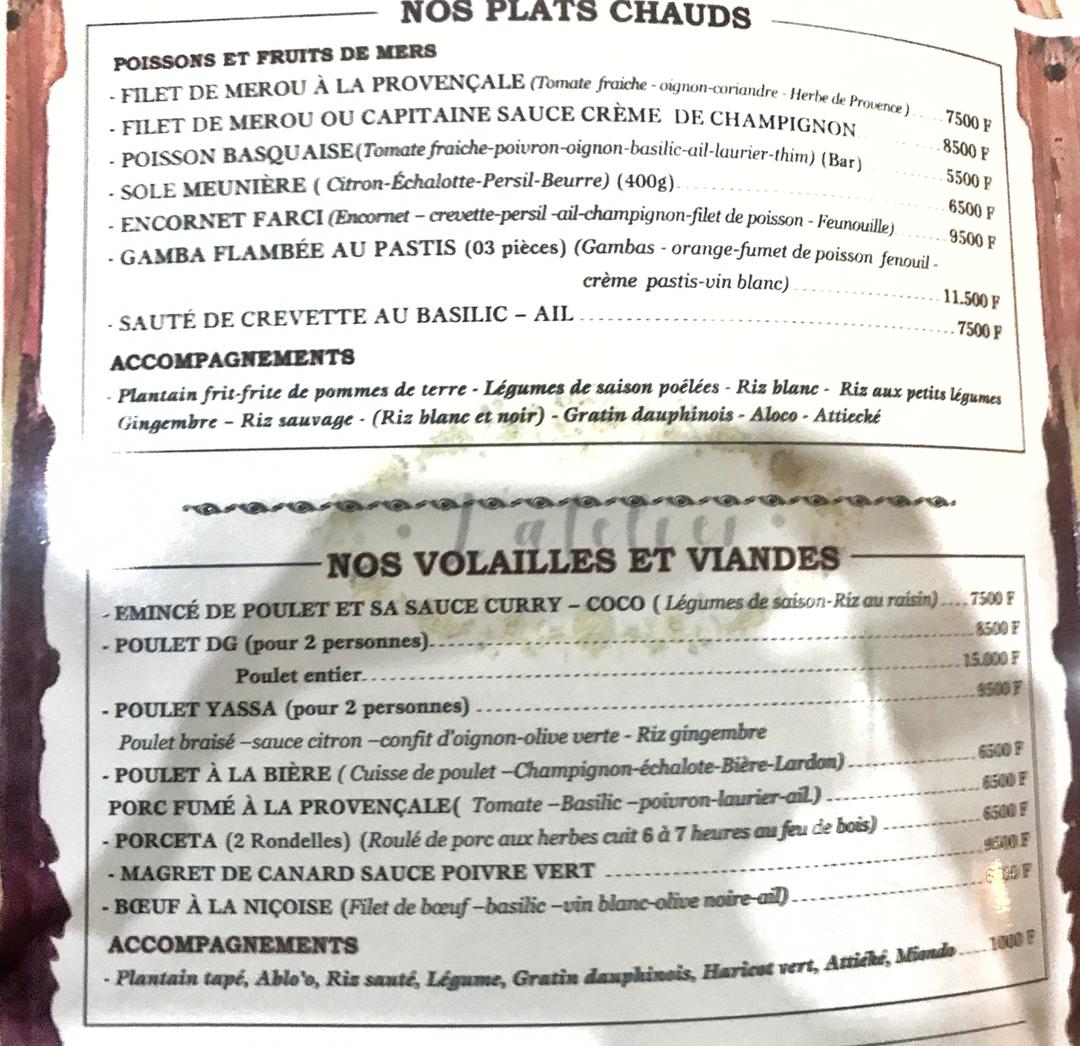 NOS PLATS CHAUDS
POISSONS ET FRUITS DE MERS
- FILET DE MEROU À LA PROVENÇALE (Tomate fraiche - oignon-coriandre - Herbe de Provence ) ..... 7500 F
- FILET DE MEROU OU CAPITAINE SAUCE CRÈME DE CHAMPIGNON ..... 8500 F
- POISSON BASQUAISE(Tomate fraiche-poivron-oignon-basilic-ail-laurier-thim) (Bar) ..... 5500 F
- SOLE MEUNIÈRE ( Citron-Échalotte-Persil-Beurre) (400g) ..... 6500 F
- ENCORNET FARCI (Encornet – crevette-persil -ail-champignon-filet de poisson - Feunouille) ..... 9500 F
- GAMBA FLAMBÉE AU PASTIS (03 pièces) (Gambas - orange-fumet de poisson fenouil -
crème pastis-vin blanc) ..... 11.500 F
- SAUTÉ DE CREVETTE AU BASILIC – AIL ..... 7500 F
ACCOMPAGNEMENTS
- Plantain frit-frite de pommes de terre - Légumes de saison poêlées - Riz blanc - Riz aux petits légumes
Gingembre – Riz sauvage - (Riz blanc et noir) - Gratin dauphinois - Aloco - Attiecké
L'atelier
NOS VOLAILLES ET VIANDES
- EMINCÉ DE POULET ET SA SAUCE CURRY – COCO ( Légumes de saison-Riz au raisin) ..... 7500 F
- POULET DG (pour 2 personnes) ..... 8500 F
Poulet entier ..... 15.000 F
- POULET YASSA (pour 2 personnes) ..... 9500 F
Poulet braisé –sauce citron –confit d'oignon-olive verte - Riz gingembre
- POULET À LA BIÈRE ( Cuisse de poulet –Champignon-échalote-Bière-Lardon) ..... 6500 F
PORC FUMÉ À LA PROVENÇALE( Tomate –Basilic –poivron-laurier-ail.) ..... 6500 F
- PORCETA (2 Rondelles) (Roulé de porc aux herbes cuit 6 à 7 heures au feu de bois) ..... 6500 F
- MAGRET DE CANARD SAUCE POIVRE VERT ..... 9500 F
- BŒUF À LA NIÇOISE (Filet de bœuf –basilic –vin blanc-olive noire-ail) ..... F
ACCOMPAGNEMENTS
- Plantain tapé, Ablo'o, Riz sauté, Légume, Gratin dauphinois, Haricot vert, Attiéké, Miondo ..... 1000 F